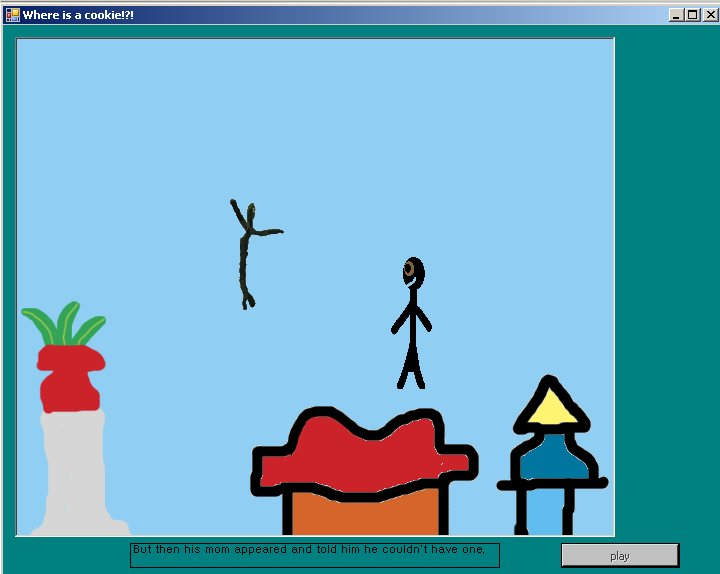 Where is a cookie!?!
But then his mom appeared and told him he couldn't have one,
play